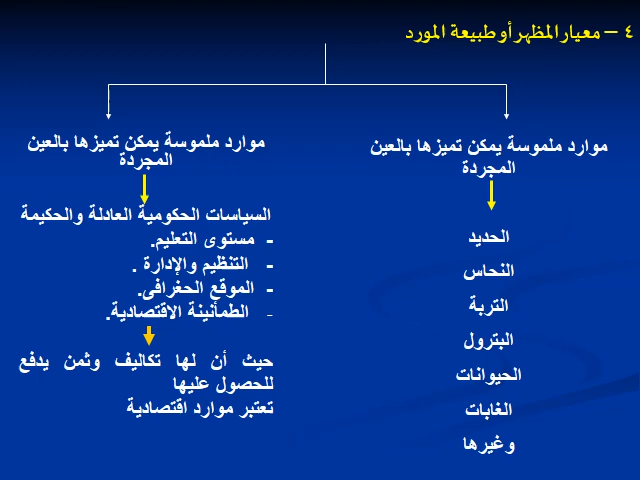 ٤ – معيار المظهر أو طبيعة المورد
موارد ملموسة يمكن تميزها بالعين
المجردة
الحديد
النحاس
التربة
البترول
الحيوانات
الغابات
وغيرها
موارد ملموسة يمكن تميزها بالعين
المجردة
السياسات الحكومية العادلة والحكيمة
- مستوى التعليم.
- التنظيم والإدارة .
- الموقع الحغرافى.
- الطمأنينة الاقتصادية.
حيث أن لها تكاليف وثمن يدفع
للحصول عليها
تعتبر موارد اقتصادية